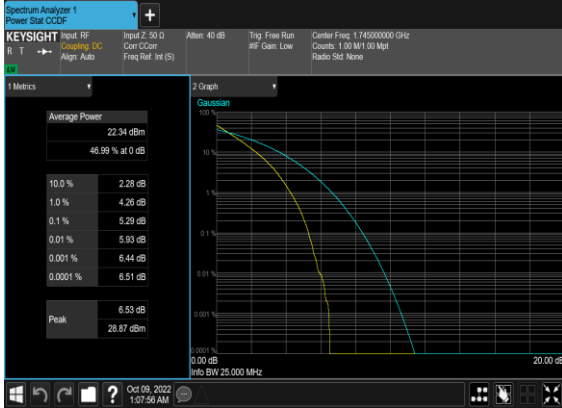 Spectrum Analyzer 1
Power Stat CCDF
KEYSIGHT
R T
Input: RF
Coupling: DC
Align: Auto
Input Z: 50 Ω
Corr CCorr
Freq Ref: Int (S)
Atten: 40 dB
Trig: Free Run
#IF Gain: Low
Center Freq: 1.745000000 GHz
Counts: 1.00 M/1.00 Mpt
Radio Std: None
LW
1 Metrics
Average Power
22.34 dBm
46.99 % at 0 dB
10.0 % 2.28 dB
1.0 % 4.26 dB
0.1 % 5.29 dB
0.01 % 5.93 dB
0.001 % 6.44 dB
0.0001 % 6.51 dB
Peak
6.53 dB
28.87 dBm
2 Graph
Gaussian
100 %
10 %
1 %
0.1 %
0.01 %
0.001 %
0.0001 %
0.00 dB
20.00 dB
Info BW 25.000 MHz
Oct 09, 2022
1:07:56 AM